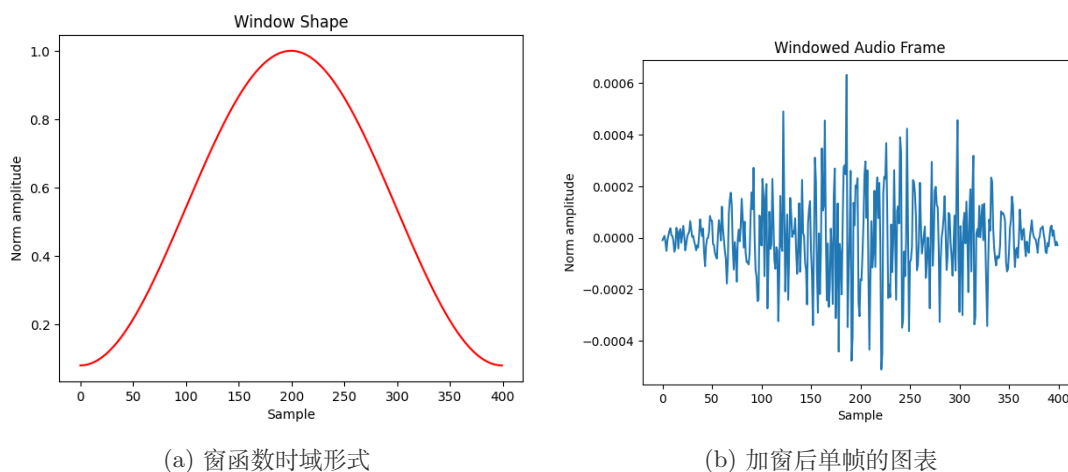 Window Shape
Norm amplitude
1.0
0.8
0.6
0.4
0.2
0 50 100 150 200 250 300 350 400
Sample
(a) 窗函数时域形式
Windowed Audio Frame
Norm amplitude
0.0006
0.0004
0.0002
0.0000
−0.0002
−0.0004
0 50 100 150 200 250 300 350 400
Sample
(b) 加窗后单帧的图表